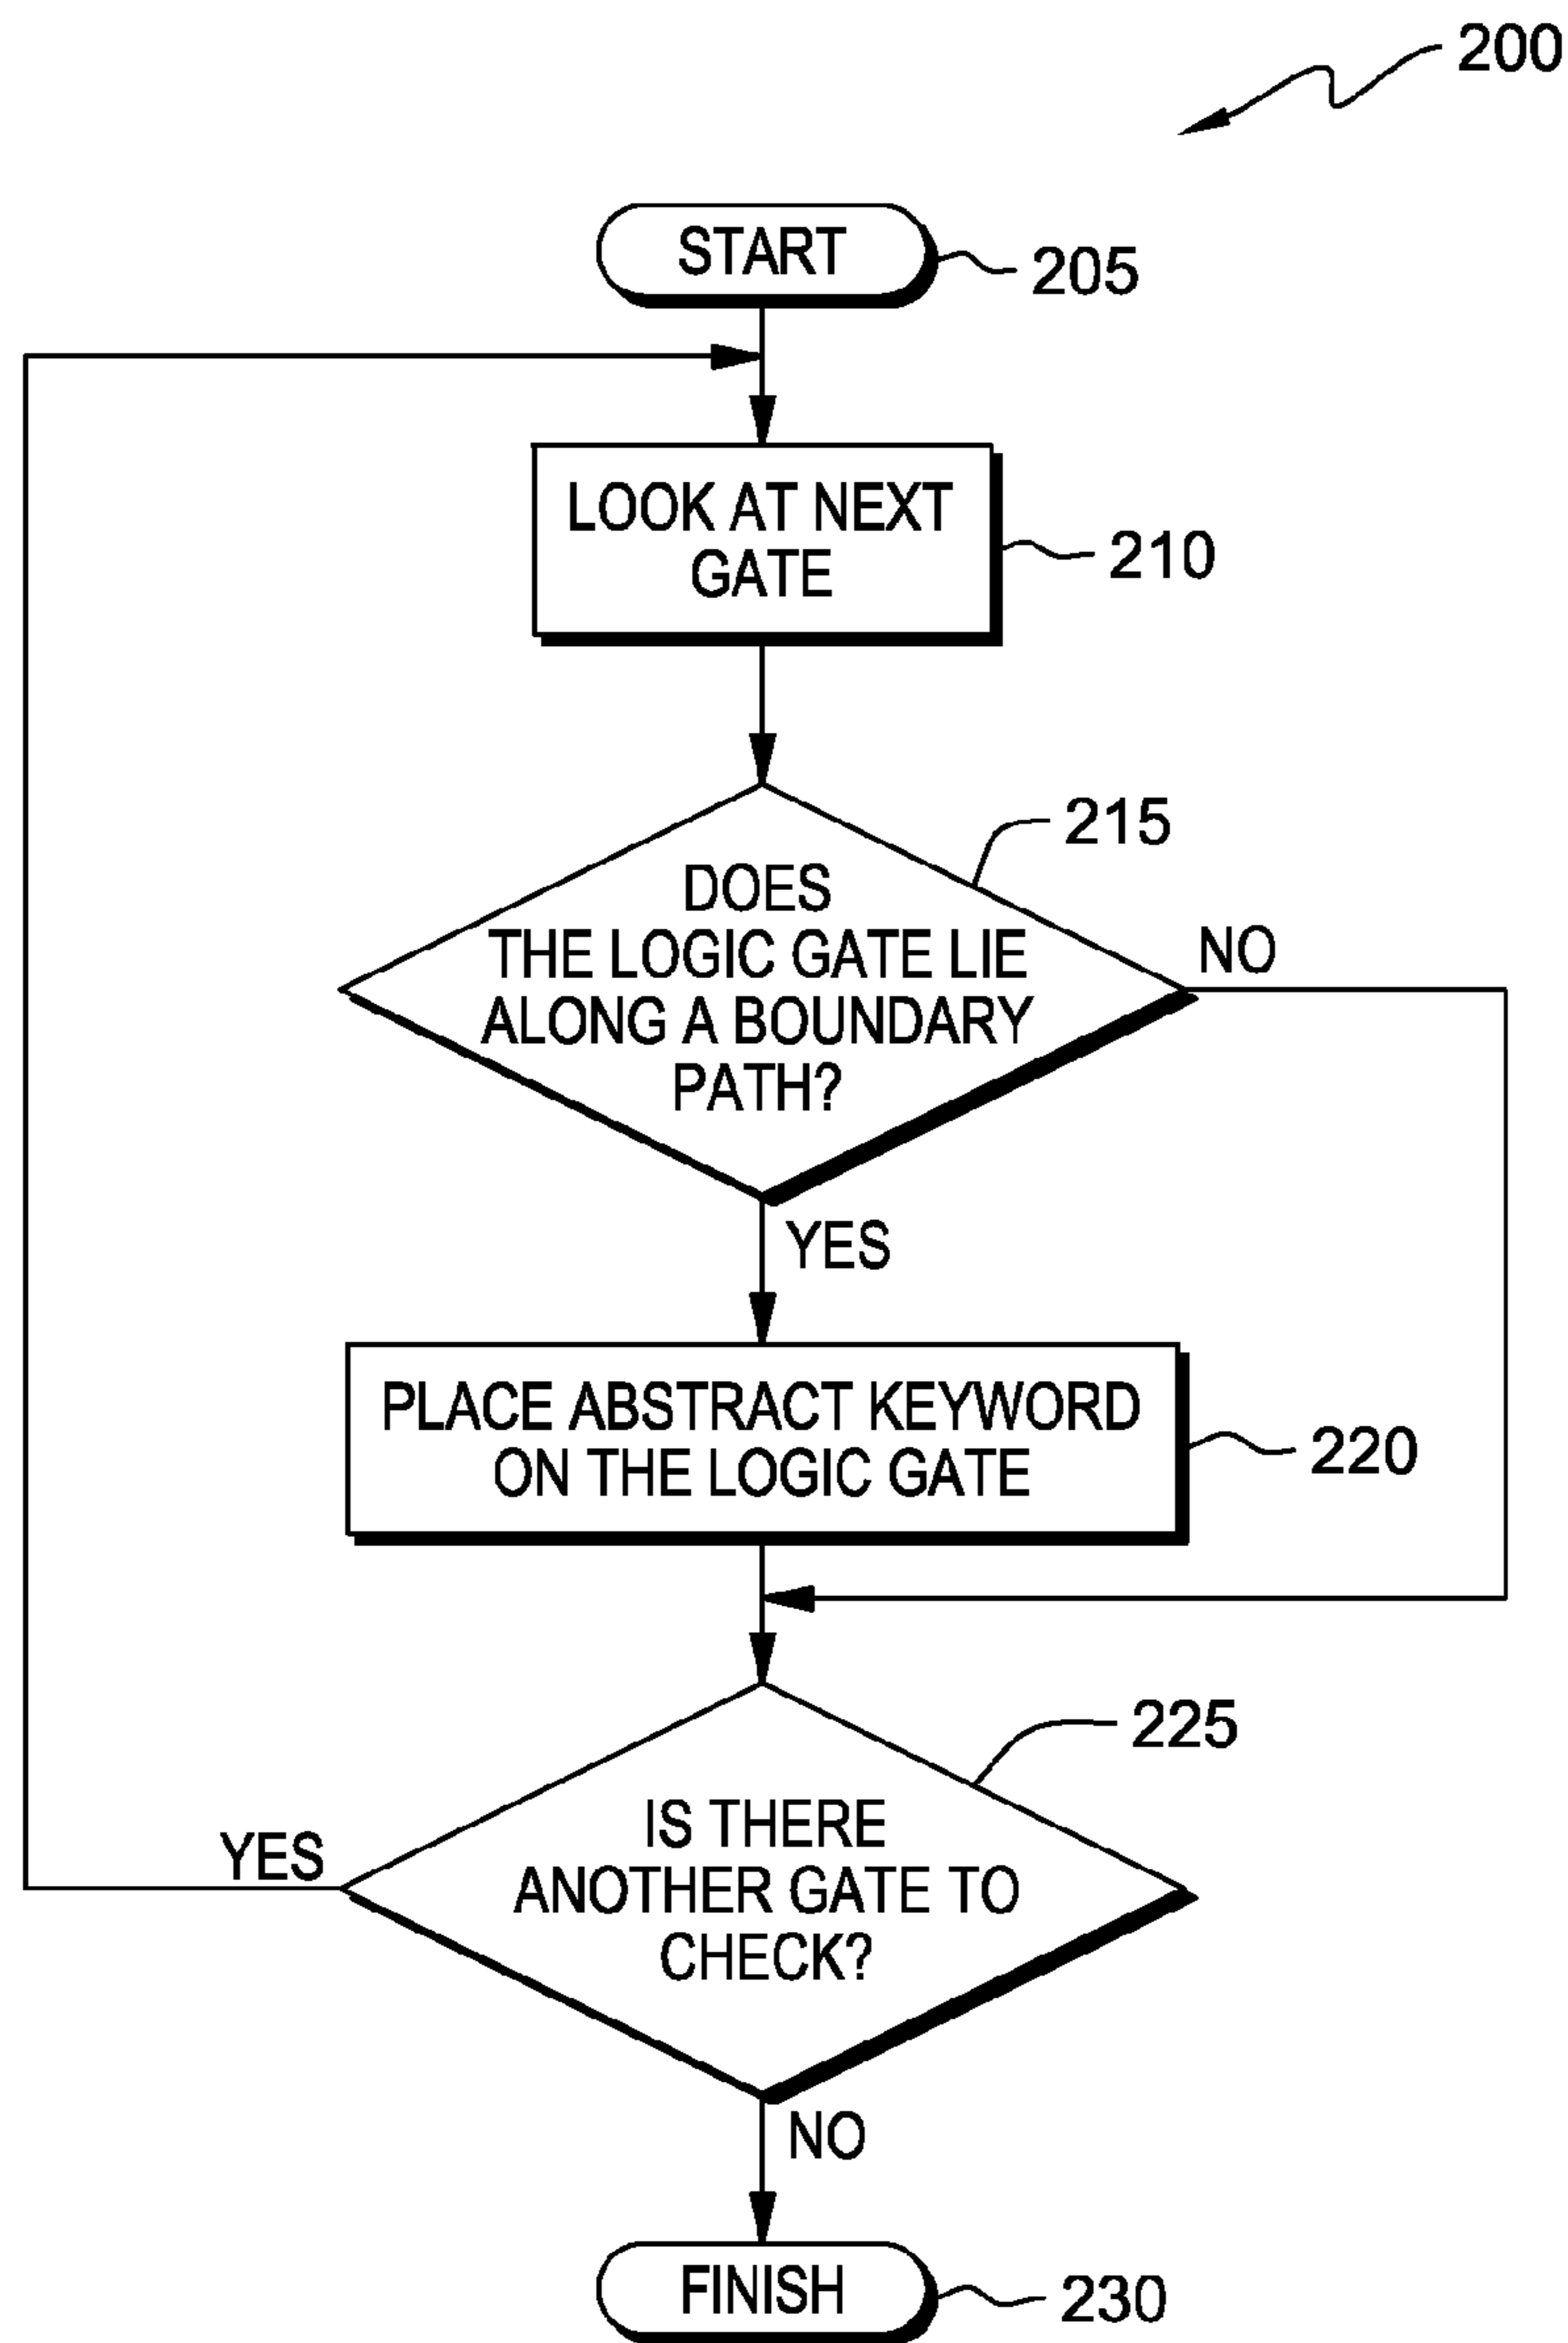 200
START
205
LOOK AT NEXT
GATE
210
215
DOES
THE LOGIC GATE LIE
ALONG A BOUNDARY
PATH?
NO
YES
PLACE ABSTRACT KEYWORD
ON THE LOGIC GATE
220
225
IS THERE
ANOTHER GATE TO
CHECK?
YES
NO
FINISH
230